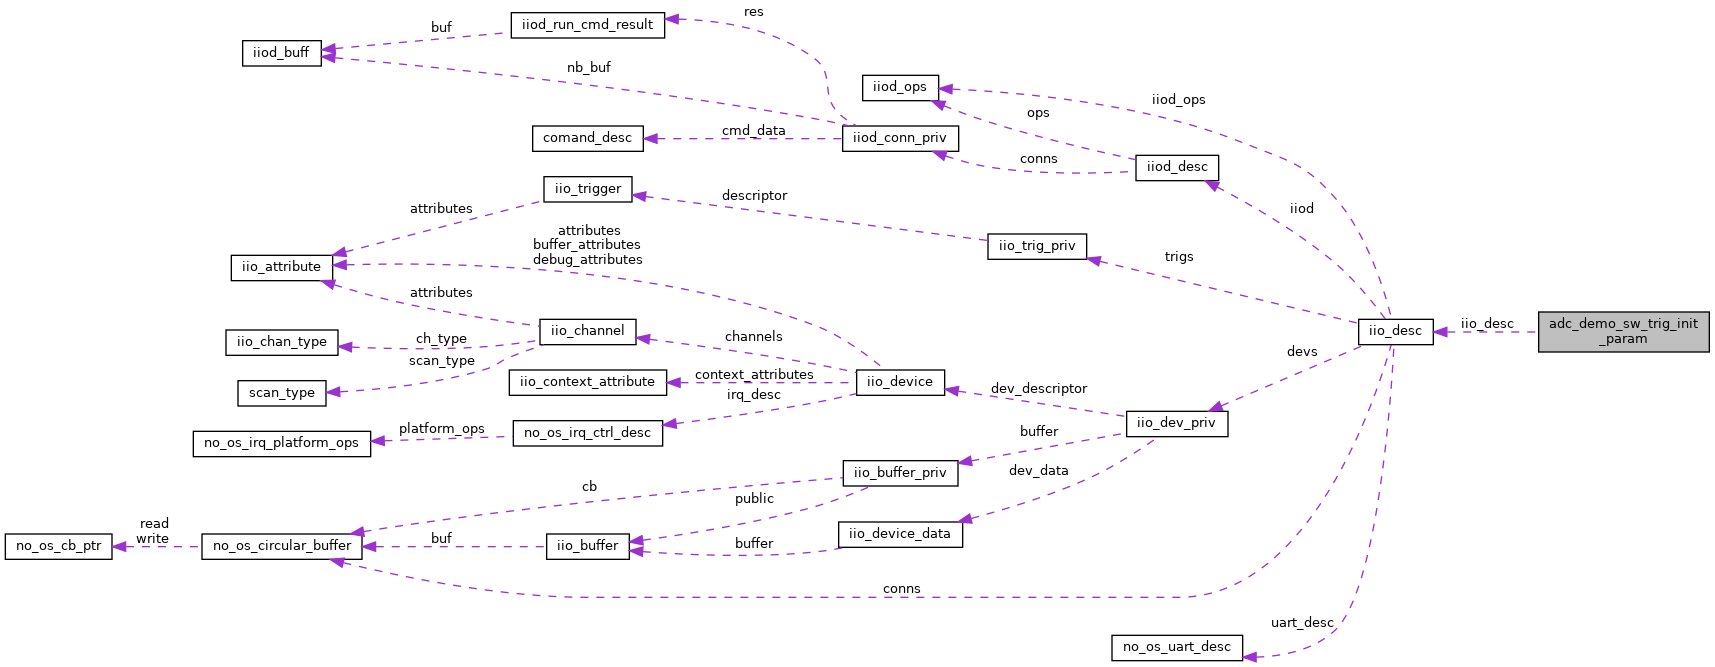 res
iiod_run_cmd_result
buf
iiod_buff
nb_buf
iiod_ops
iiod_ops
ops
cmd_data
comand_desc
iiod_conn_priv
conns
iiod_desc
iio_trigger
descriptor
attributes
iiod
attributes
buffer_attributes
debug_attributes
iio_trig_priv
trigs
iio_attribute
attributes
iio_channel
channels
iio_desc
iio_desc
adc_demo_sw_trig_init
_param
iio_chan_type
ch_type
scan_type
devs
context_attributes
iio_context_attribute
iio_device
scan_type
irq_desc
dev_descriptor
platform_ops
no_os_irq_ctrl_desc
no_os_irq_platform_ops
iio_dev_priv
buffer
iio_buffer_priv
dev_data
cb
public
read
write
iio_device_data
no_os_cb_ptr
no_os_circular_buffer
buf
iio_buffer
buffer
conns
uart_desc
no_os_uart_desc